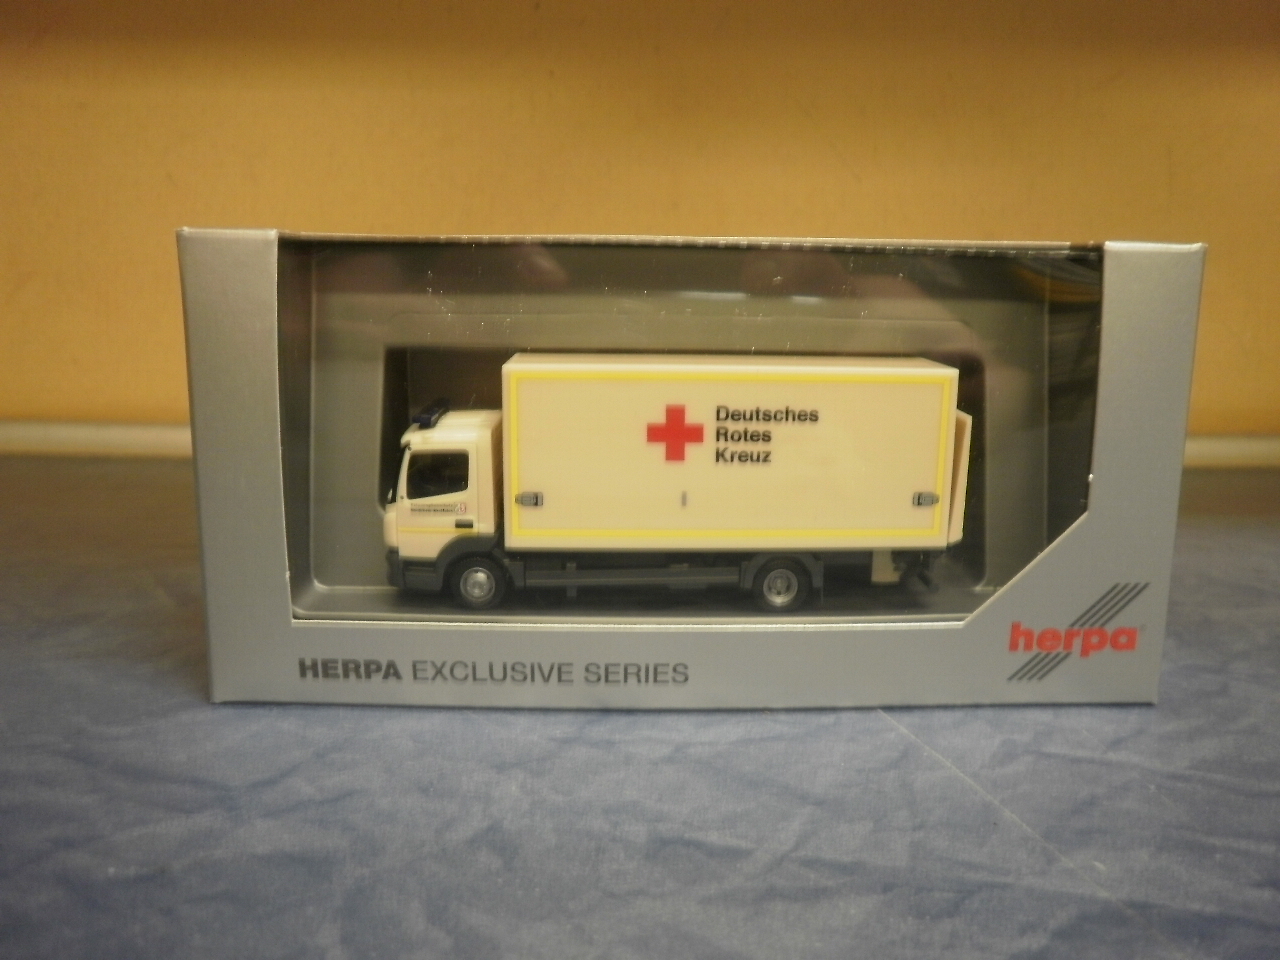 Deutsches
Rotes
Kreuz
HERPA EXCLUSIVE SERIES
herpa